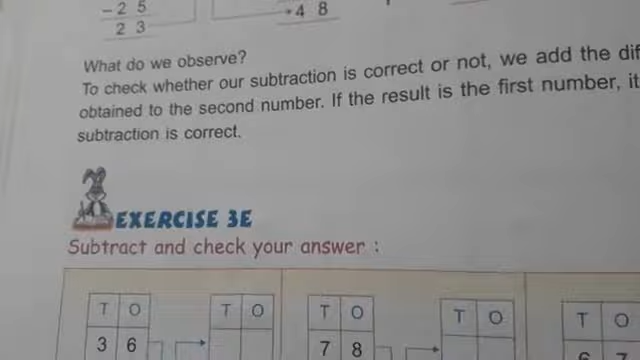 - 2 5
2 3
+4 8
What do we observe?
To check whether our subtraction is correct or not, we add the
obtained to the second number. If the result is the first number, it
subtraction is correct.
EXERCISE 3E
Subtract and check your answer :
T O T O T O T O T O
3 6 7 8